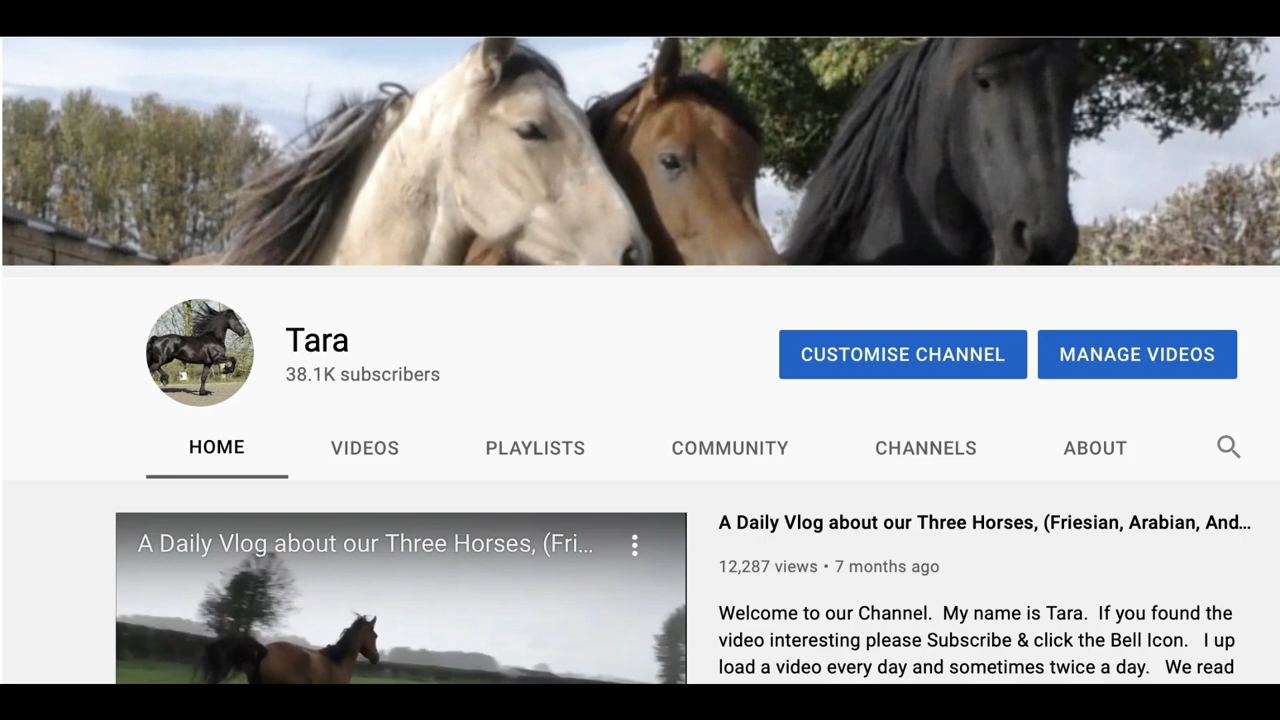 Tara
38.1K subscribers
CUSTOMISE CHANNEL
MANAGE VIDEOS
HOME
VIDEOS
PLAYLISTS
COMMUNITY
CHANNELS
ABOUT
A Daily Vlog about our Three Horses, (Fri...
A Daily Vlog about our Three Horses, (Friesian, Arabian, And...
12,287 views • 7 months ago
Welcome to our Channel.  My name is Tara.  If you found the
video interesting please Subscribe & click the Bell Icon.   I up
load a video every day and sometimes twice a day.   We read